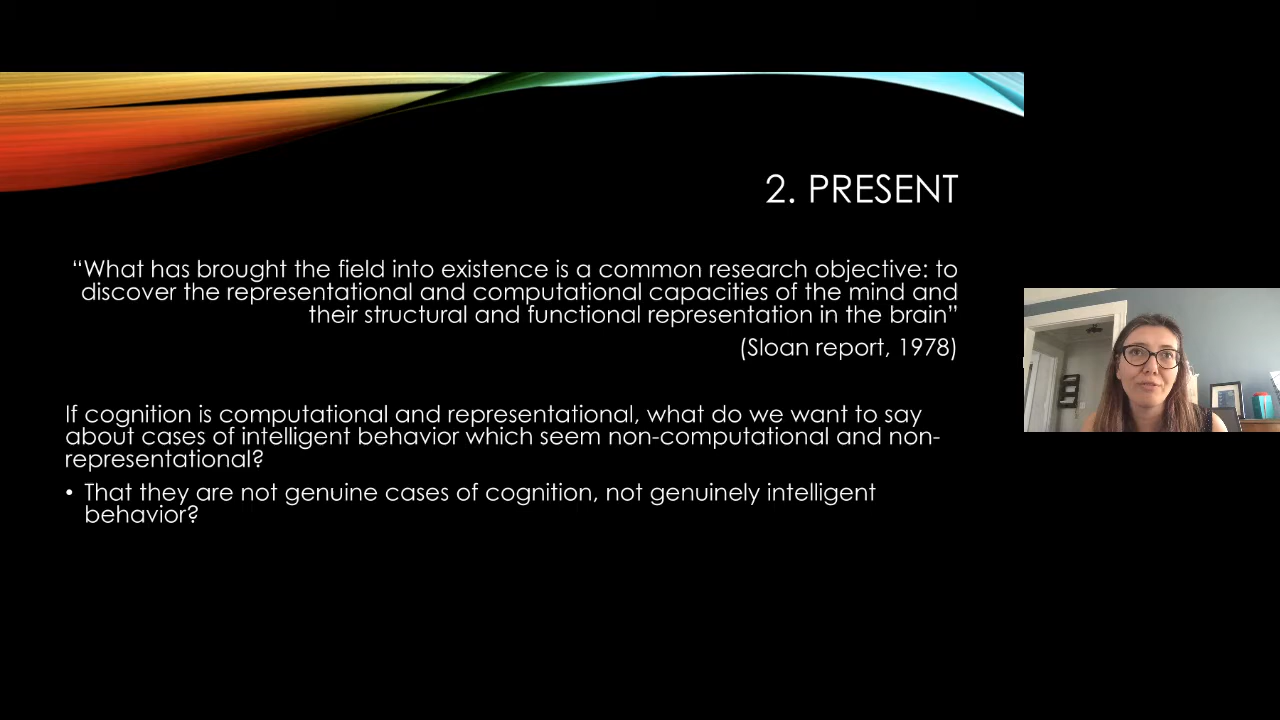 2. PRESENT
“What has brought the field into existence is a common research objective: to
discover the representational and computational capacities of the mind and
their structural and functional representation in the brain”
(Sloan report, 1978)
If cognition is computational and representational, what do we want to say
about cases of intelligent behavior which seem non-computational and non-
representational?
• That they are not genuine cases of cognition, not genuinely intelligent
behavior?